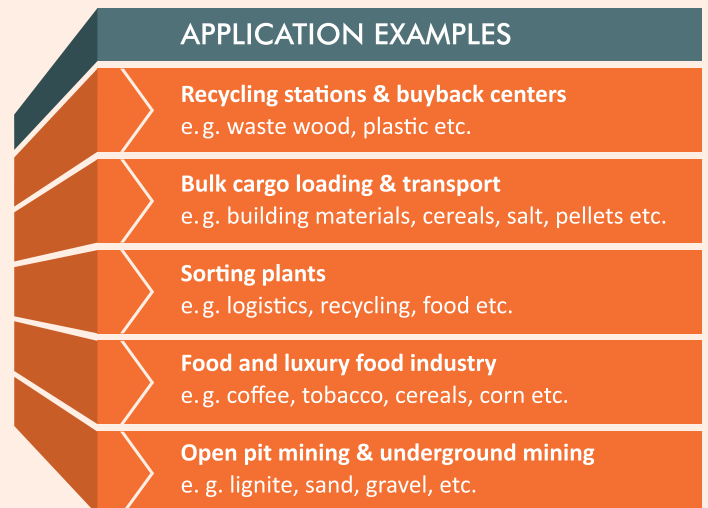 APPLICATION EXAMPLES
Recycling stations & buyback centers
e. g. waste wood, plastic etc.
Bulk cargo loading & transport
e. g. building materials, cereals, salt, pellets etc.
Sorting plants
e. g. logistics, recycling, food etc.
Food and luxury food industry
e. g. coffee, tobacco, cereals, corn etc.
Open pit mining & underground mining
e. g. lignite, sand, gravel, etc.